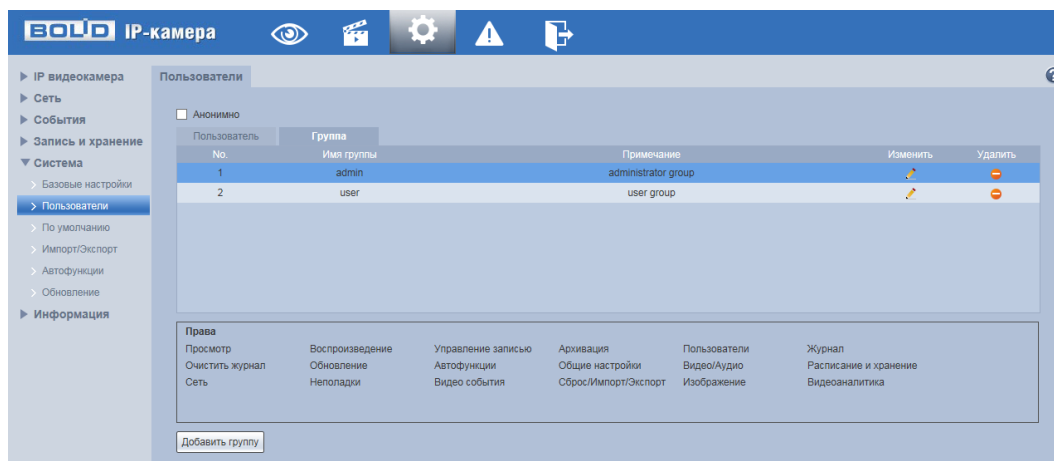 BOLID IP-камера
IP видеокамера
Сеть
События
Запись и хранение
Система
Базовые настройки
Пользователи
По умолчанию
Импорт/Экспорт
Автофункции
Обновление
Информация
Пользователи
?
Анонимно
Пользователь Группа
No. Имя группы Примечание Изменить Удалить
1 admin administrator group
2 user user group
Права
Просмотр Воспроизведение Управление записью Архивация Пользователи Журнал
Очистить журнал Обновление Автофункции Общие настройки Видео/Аудио Расписание и хранение
Сеть Неполадки Видео события Сброс/Импорт/Экспорт Изображение Видеоаналитика
Добавить группу